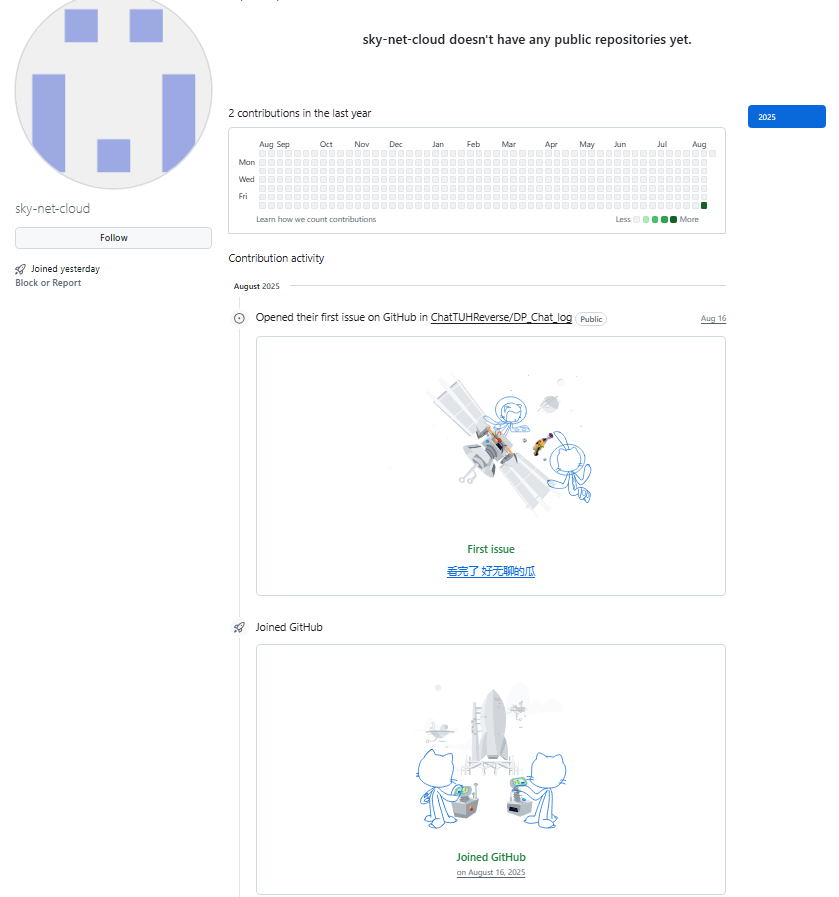 sky-net-cloud doesn't have any public repositories yet.
2 contributions in the last year
2025
Aug Sep Oct Nov Dec Jan Feb Mar Apr May Jun Jul Aug
Mon
Wed
Fri
Learn how we count contributions
Less More
sky-net-cloud
Follow
Joined yesterday
Block or Report
Contribution activity
August 2025
Opened their first issue on GitHub in ChatTUHReverse/DP_Chat_log Public Aug 16
First issue
看完了 好无聊的瓜
Joined GitHub
Joined GitHub
on August 16, 2025